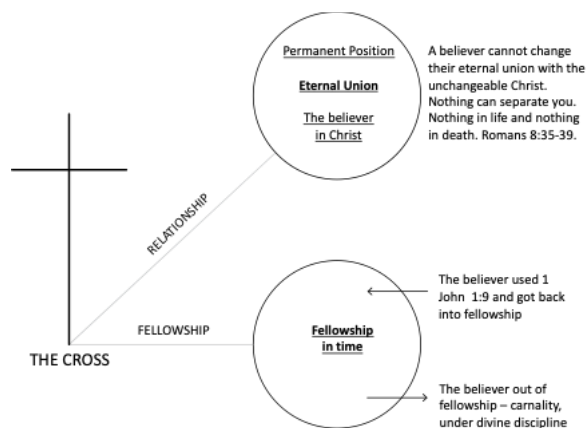 Permanent Position
Eternal Union
The believer
in Christ
A believer cannot change
their eternal union with the
unchangeable Christ.
Nothing can separate you.
Nothing in life and nothing
in death. Romans 8:35-39.
RELATIONSHIP
FELLOWSHIP
THE CROSS
Fellowship
in time
The believer used 1
John 1:9 and got back
into fellowship
The believer out of
fellowship – carnality,
under divine discipline